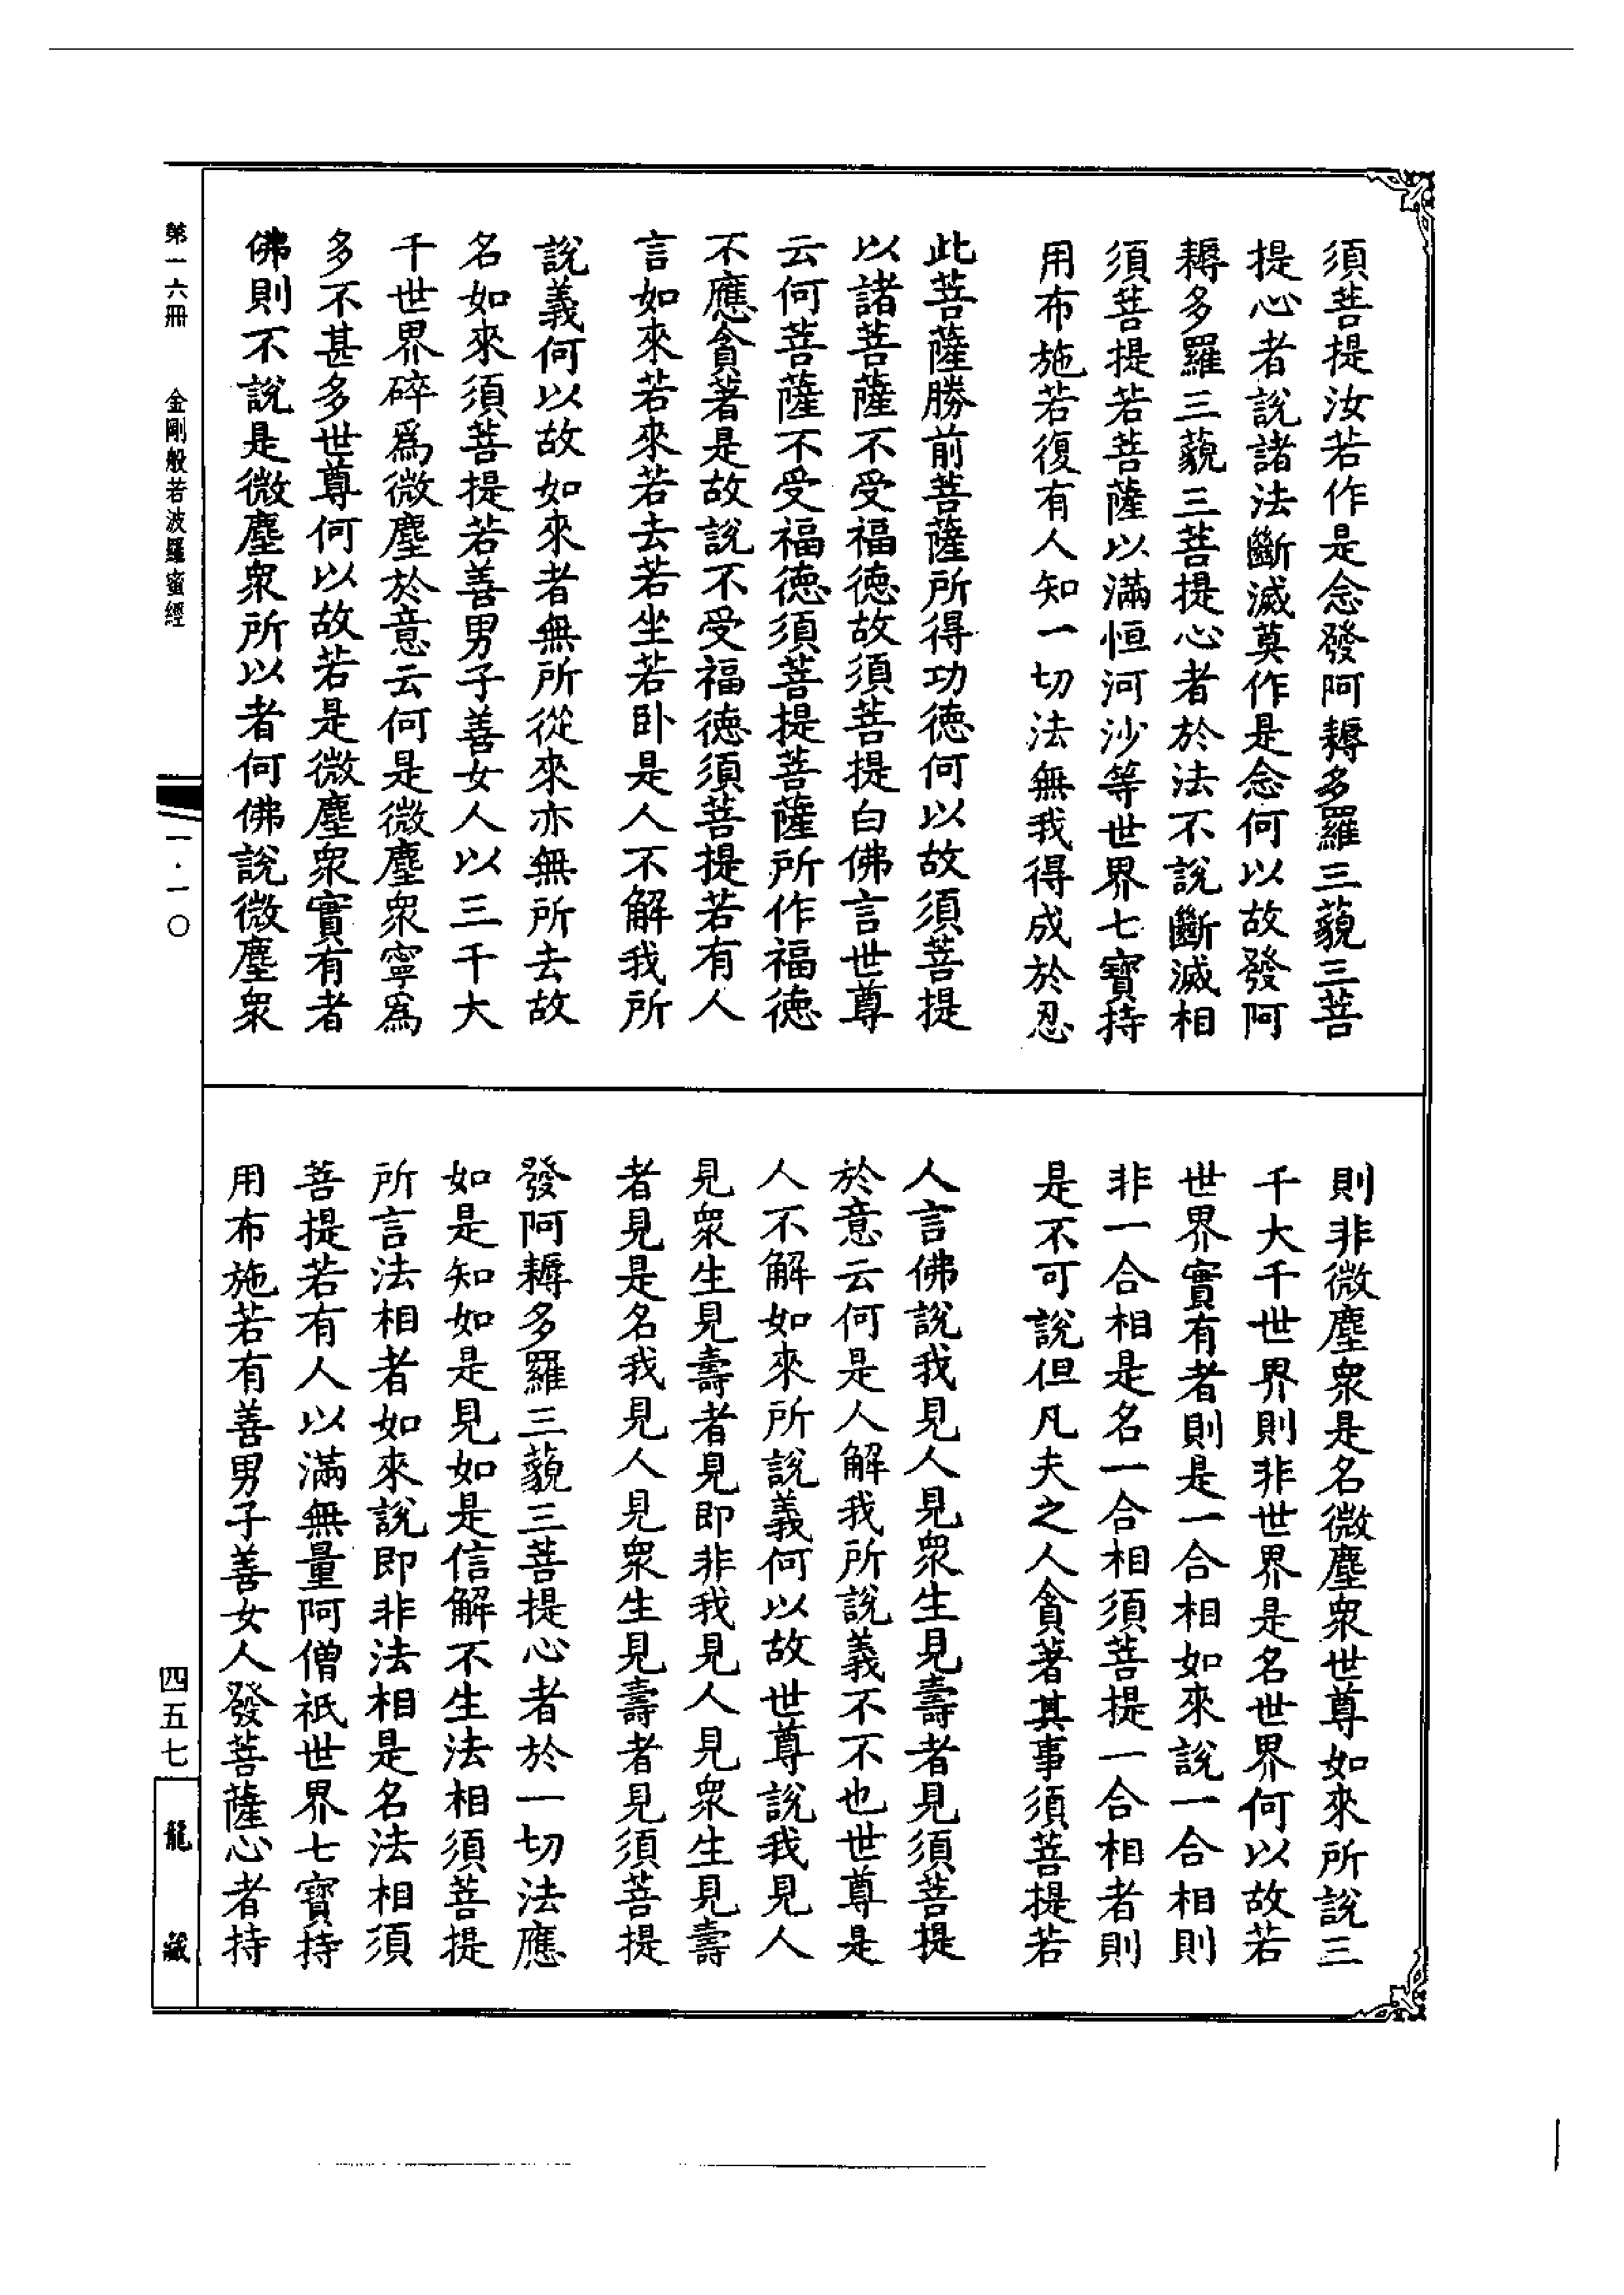 須菩提汝若作是念發阿耨多羅三藐三菩
提心者說諸法斷滅莫作是念何以故發阿
耨多羅三藐三菩提心者於法不說斷滅相
須菩提若菩薩以滿恒河沙等世界七寶持
用布施若復有人知一切法無我得成於忍
此菩薩勝前菩薩所得功德何以故須菩提
以諸菩薩不受福德故須菩提白佛言世尊
云何菩薩不受福德須菩提菩薩所作福德
不應貪著是故說不受福德須菩提若有人
言如來若來若去若坐若卧是人不解我所
說義何以故如來者無所從來亦無所去故
名如來須菩提若善男子善女人以三千大
千世界碎爲微塵於意云何是微塵衆寧爲
多不甚多世尊何以故若是微塵衆實有者
佛則不說是微塵衆所以者何佛說微塵衆
則非微塵衆是名微塵衆世尊如來所說三
千大千世界則非世界是名世界何以故若
世界實有者則是一合相如來說一合相則
非一合相是名一合相須菩提一合相者則
是不可說但凡夫之人貪著其事須菩提若
人言佛說我見人見衆生見壽者見須菩提
於意云何是人解我所說義不不也世尊是
人不解如來所說義何以故世尊說我見人
見衆生見壽者見即非我見人見衆生見壽
者見是名我見人見衆生見壽者見須菩提
發阿耨多羅三藐三菩提心者於一切法應
如是知如是見如是信解不生法相須菩提
所言法相者如來說即非法相是名法相須
菩提若有人以滿無量阿僧祇世界七寶持
用布施若有善男子善女人發菩薩心者持
第一六冊 金剛般若波羅蜜經
一·一〇
四五七
龍藏